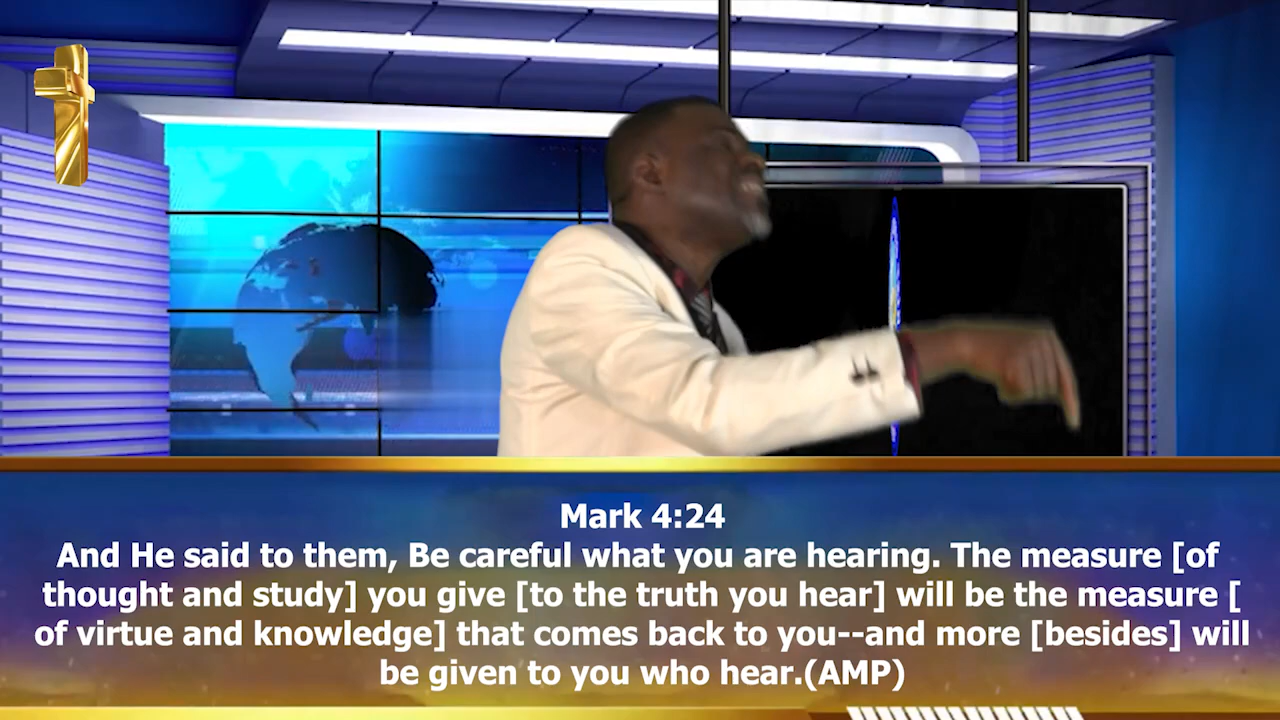 Mark 4:24
And He said to them, Be careful what you are hearing. The measure [of
thought and study] you give [to the truth you hear] will be the measure [
of virtue and knowledge] that comes back to you--and more [besides] will
be given to you who hear.(AMP)